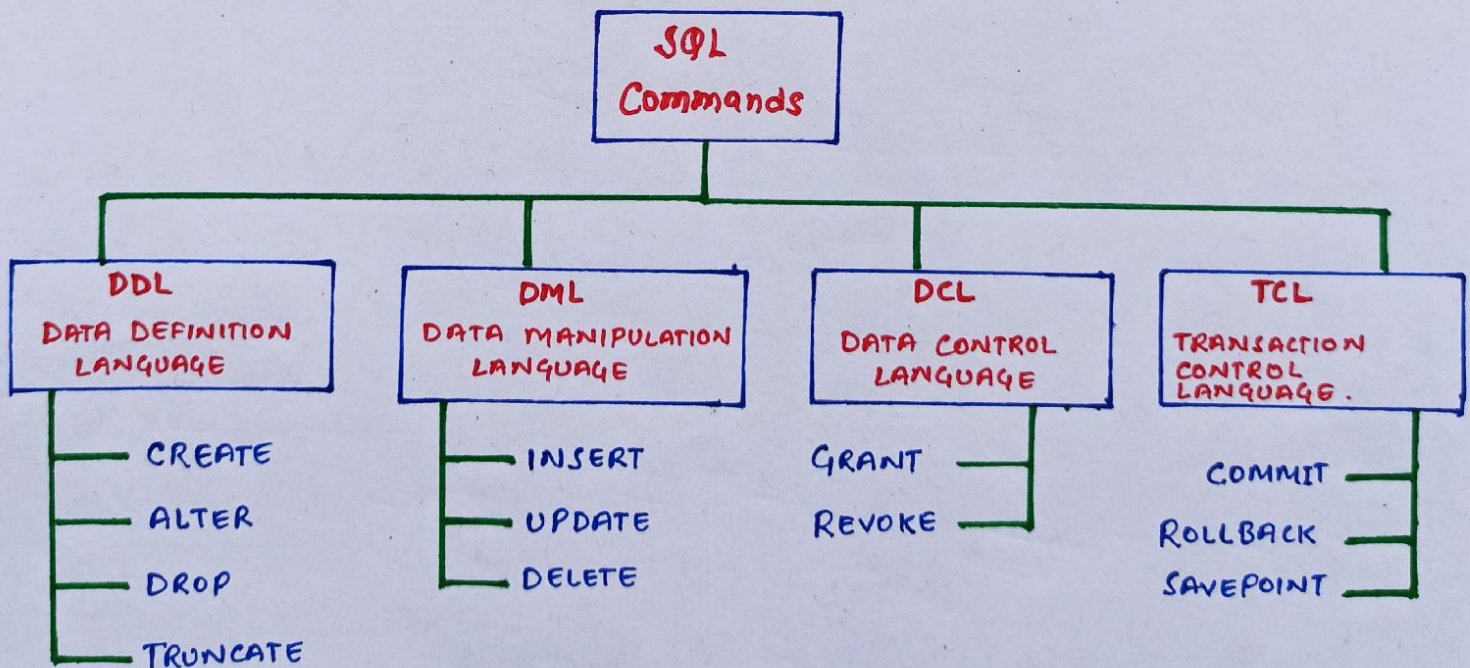 SQL
Commands
DDL
DATA DEFINITION
LANGUAGE
CREATE
ALTER
DROP
TRUNCATE
DML
DATA MANIPULATION
LANGUAGE
INSERT
UPDATE
DELETE
DCL
DATA CONTROL
LANGUAGE
GRANT
REVOKE
TCL
TRANSACTION
CONTROL
LANGUAGE.
COMMIT
ROLLBACK
SAVEPOINT